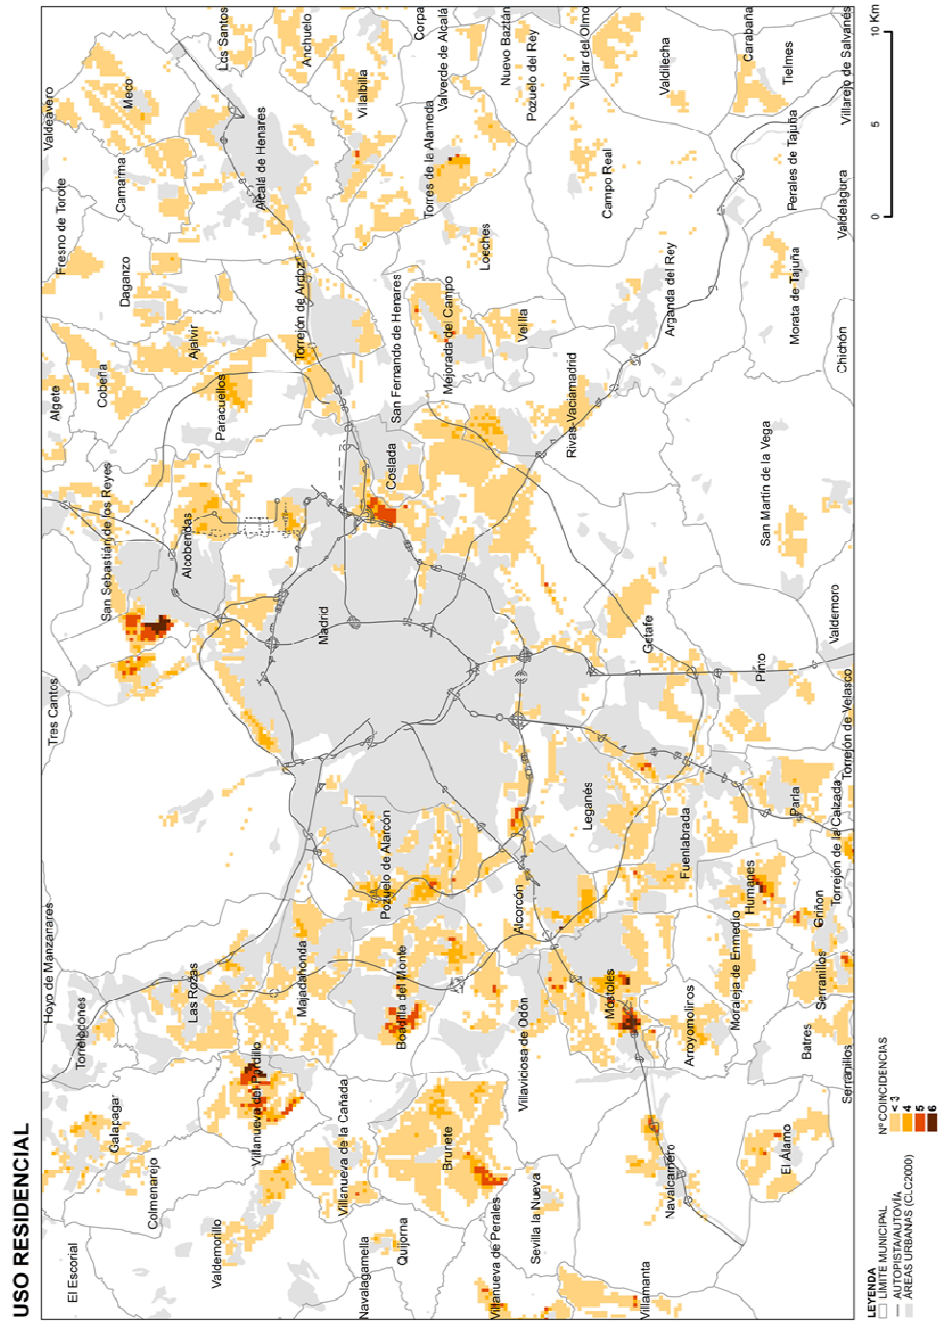 USO RESIDENCIAL
Hoyo de Manzanares
Tres Cantos
Algete
Fresno de Torote
Valdeavero
El Escorial
Torrelodones
San Sebastián de los Reyes
Cobeña
Daganzo
Camarma
Meco
Galapagar
Colmenarejo
Las Rozas
Alcobendas
Ajalvir
Los Santos
Valdemorillo
Villanueva del Pardillo
Paracuellos
Alcalá de Henares
Majadahonda
Torrejón de Ardoz
Anchuelo
Villanueva de la Cañada
Madrid
Navalagamella
Villalbilla
Quijorna
Boadilla del Monte
Pozuelo de Alarcón
Coslada
San Fernando de Henares
Corpa
Brunete
Mejorada del Campo
Torres de la Alameda
Valverde de Alcalá
Villanueva de Perales
Loeches
Nuevo Baztán
Sevilla la Nueva
Villaviciosa de Odón
Alcorcón
Velilla
Pozuelo del Rey
Rivas-Vaciamadrid
Villar del Olmo
Leganés
Móstoles
Campo Real
Villamanta
Getafe
Navalcarnero
Arganda del Rey
Valdilecha
Arroyomolinos
Fuenlabrada
Moraleja de Enmedio
Humanes
Pinto
San Martín de la Vega
Carabaña
El Álamo
Parla
Morata de Tajuña
Perales de Tajuña
Tielmes
Batres
Serranillos
Griñón
Torrejón de la Calzada
Valdemoro
Serranillos
Torrejón de Velasco
Chichón
Valdelagura
Villarejo de Salvanés
LEYENDA
LÍMITE MUNICIPAL
AUTOPISTA/AUTOVÍA
ÁREAS URBANAS (CLC2000)
Nº COINCIDENCIAS
< 3
4
5
6
0 5 10 Km